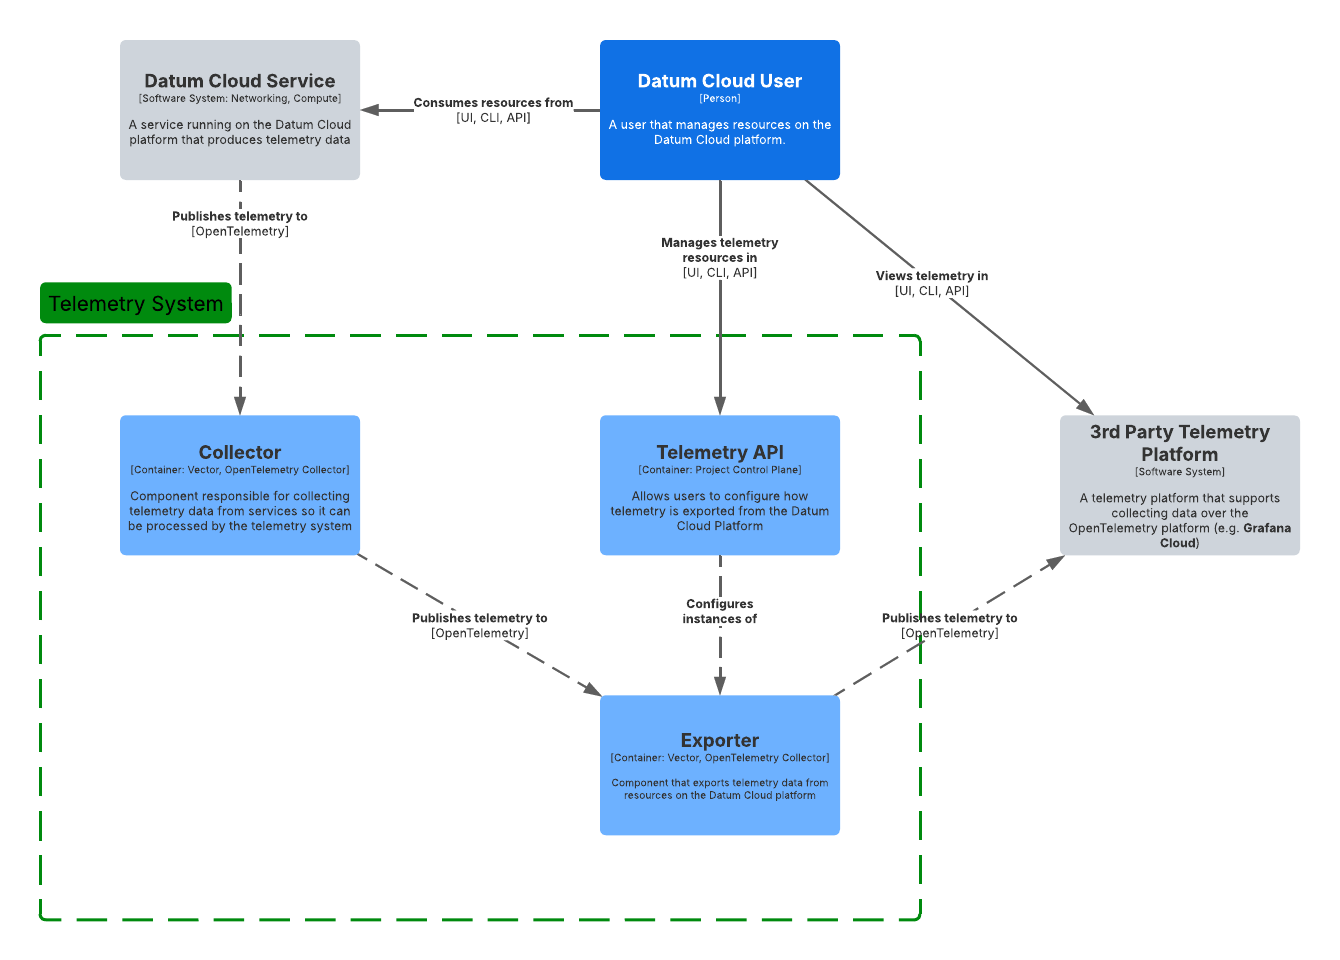 Datum Cloud Service
[Software System: Networking, Compute]
A service running on the Datum Cloud
platform that produces telemetry data
Consumes resources from
[UI, CLI, API]
Datum Cloud User
[Person]
A user that manages resources on the
Datum Cloud platform.
Publishes telemetry to
[OpenTelemetry]
Manages telemetry
resources in
[UI, CLI, API]
Views telemetry in
[UI, CLI, API]
Telemetry System
Collector
[Container: Vector, OpenTelemetry Collector]
Component responsible for collecting
telemetry data from services so it can
be processed by the telemetry system
Telemetry API
[Container: Project Control Plane]
Allows users to configure how
telemetry is exported from the Datum
Cloud Platform
3rd Party Telemetry
Platform
[Software System]
A telemetry platform that supports
collecting data over the
OpenTelemetry platform (e.g. Grafana
Cloud)
Publishes telemetry to
[OpenTelemetry]
Configures
instances of
Publishes telemetry to
[OpenTelemetry]
Exporter
[Container: Vector, OpenTelemetry Collector]
Component that exports telemetry data from
resources on the Datum Cloud platform